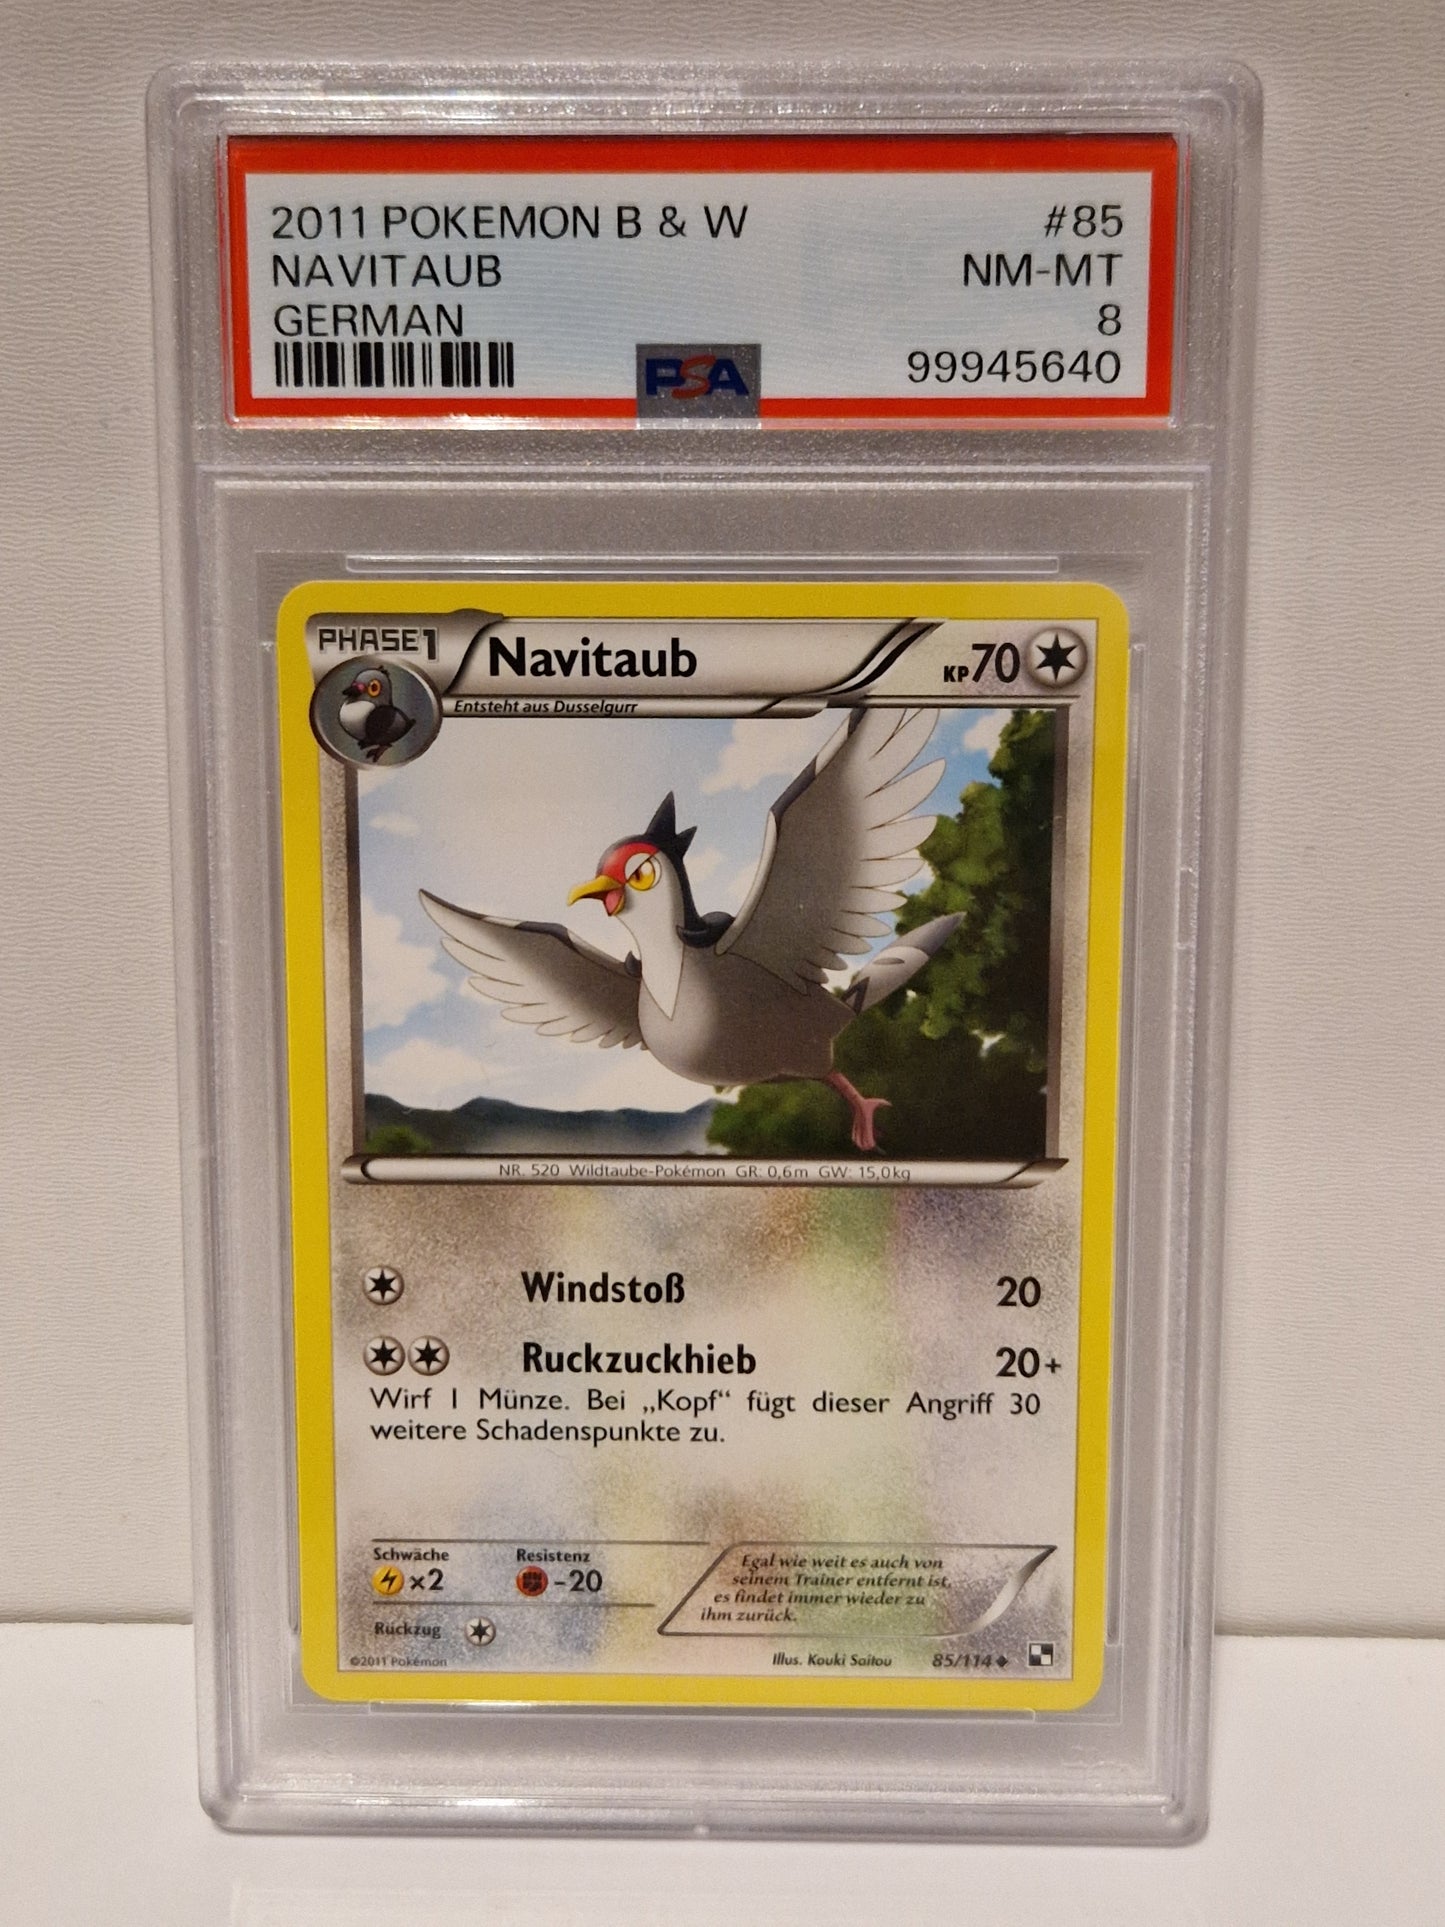 2011 POKEMON B & W #85
NAVITAUB NM-MT
GERMAN 8
PSA 99945640
PHASE 1 Navitaub KP70
Entsteht aus Dusselgurr
NR. 520 Wildtaube-Pokémon GR: 0,6m GW: 15,0kg
Windstoß 20
Ruckzuckhieb 20+
Wirf 1 Münze. Bei „Kopf“ fügt dieser Angriff 30
weitere Schadenspunkte zu.
Schwäche Resistenz
×2 -20
Rückzug
Egal wie weit es auch von
seinem Trainer entfernt ist,
es findet immer wieder zu
ihm zurück.
©2011 Pokémon Illus. Kouki Saitou 85/114